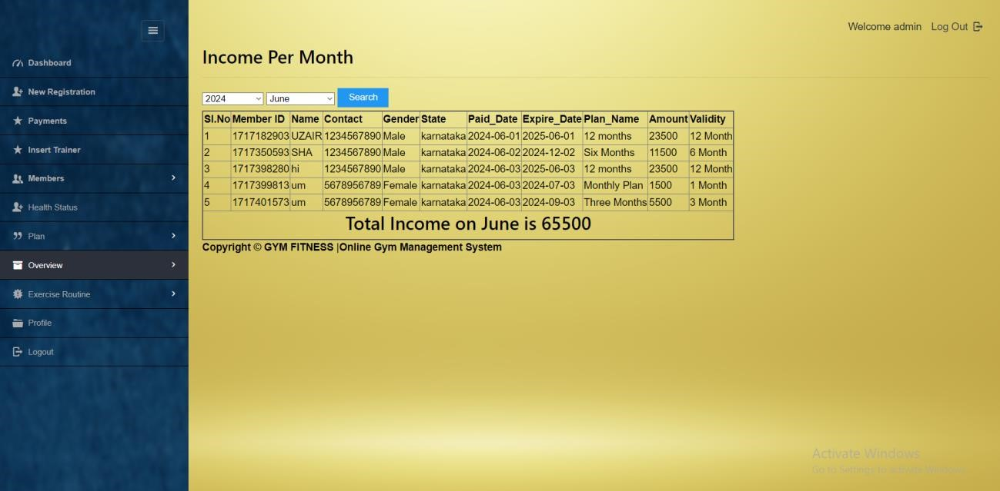 Welcome admin Log Out
Dashboard
New Registration
Payments
Insert Trainer
Members
Health Status
Plan
Overview
Exercise Routine
Profile
Logout
Income Per Month
2024 June Search
Sl.No Member ID Name Contact Gender State Paid_Date Expire_Date Plan_Name Amount Validity
1 1717182903 UZAIR 1234567890 Male karnataka 2024-06-01 2025-06-01 12 months 23500 12 Month
2 1717350593 SHA 1234567890 Male karnataka 2024-06-02 2024-12-02 Six Months 11500 6 Month
3 1717398280 hi 1234567890 Male karnataka 2024-06-03 2025-06-03 12 months 23500 12 Month
4 1717399813 um 5678956789 Female karnataka 2024-06-03 2024-07-03 Monthly Plan 1500 1 Month
5 1717401573 um 5678956789 Female karnataka 2024-06-03 2024-09-03 Three Months 5500 3 Month
Total Income on June is 65500
Copyright © GYM FITNESS |Online Gym Management System
Activate Windows
Go to Settings to activate Windows.